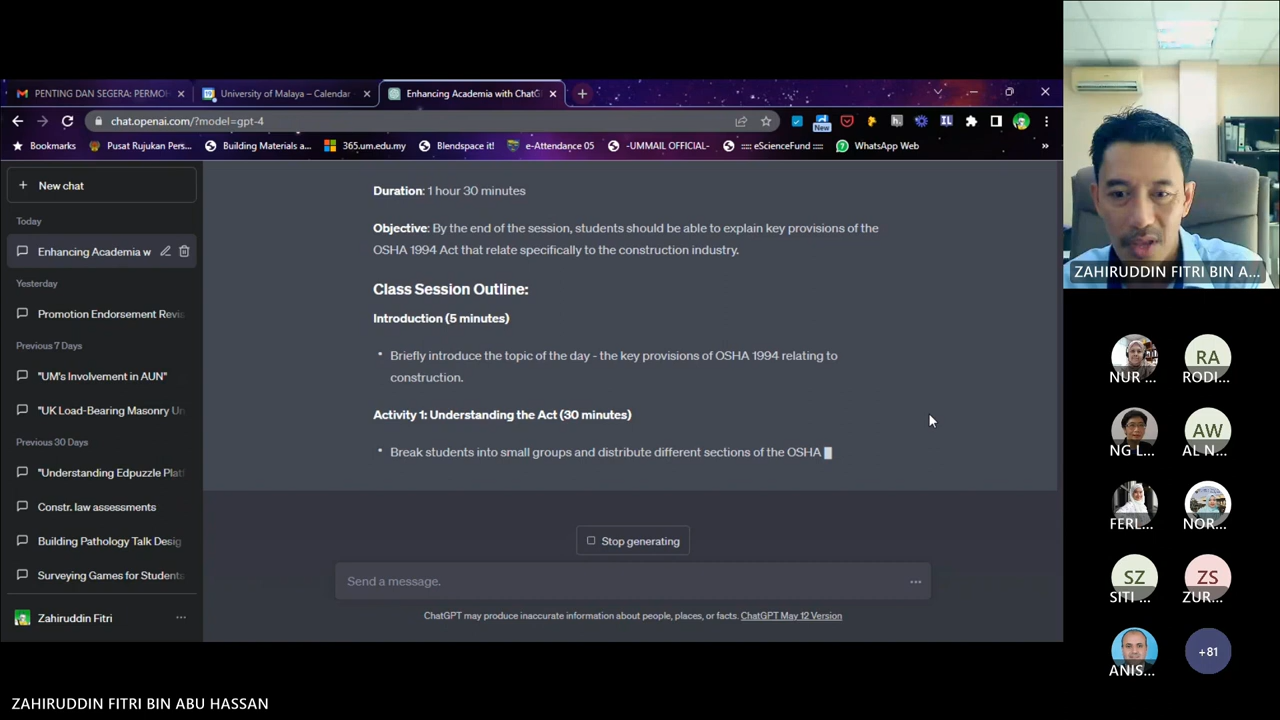 PENTING DAN SEGERA: PERMOH
University of Malaya – Calendar
Enhancing Academia with ChatG
chat.openai.com/?model=gpt-4
New
Bookmarks
Pusat Rujukan Pers...
Building Materials a...
365.um.edu.my
Blendspace it!
e-Attendance 05
-UMMAIL OFFICIAL-
::::: eScienceFund :::::
WhatsApp Web
»
+ New chat
Today
Enhancing Academia w
Yesterday
Promotion Endorsement Revi
Previous 7 Days
"UM's Involvement in AUN"
"UK Load-Bearing Masonry Un
Previous 30 Days
"Understanding Edpuzzle Plat
Constr. law assessments
Building Pathology Talk Desig
Surveying Games for Students
Zahiruddin Fitri
Duration: 1 hour 30 minutes
Objective: By the end of the session, students should be able to explain key provisions of the
OSHA 1994 Act that relate specifically to the construction industry.
Class Session Outline:
Introduction (5 minutes)
• Briefly introduce the topic of the day - the key provisions of OSHA 1994 relating to
construction.
Activity 1: Understanding the Act (30 minutes)
• Break students into small groups and distribute different sections of the OSHA
Stop generating
Send a message.
ChatGPT may produce inaccurate information about people, places, or facts. ChatGPT May 12 Version
ZAHIRUDDIN FITRI BIN A...
NUR ...
RA
RODI...
NG L...
AW
AL N...
FERL...
NOR...
SZ
SITI ...
ZS
ZUR...
ANIS...
+81
ZAHIRUDDIN FITRI BIN ABU HASSAN